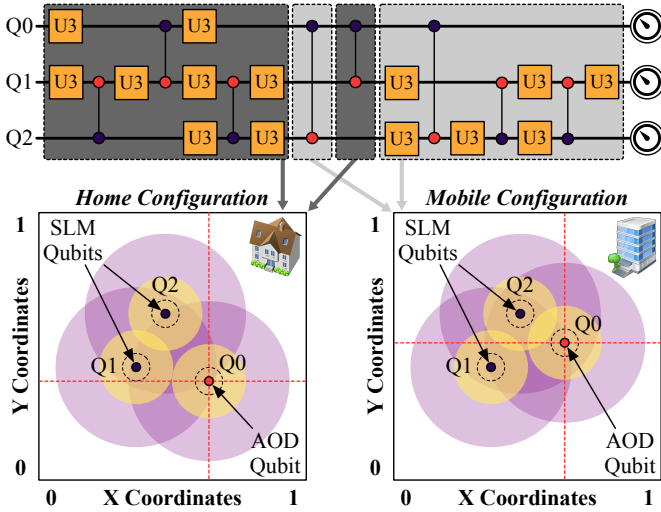 Q0 U3 U3
Q1 U3 U3 U3 U3 U3 U3
Q2 U3 U3 U3 U3 U3
Home Configuration
Mobile Configuration
1
SLM
Qubits
Q2
Q1
Q0
AOD
Qubit
Y Coordinates
0
0
X Coordinates
1
1
SLM
Qubits
Q2
Q1
Q0
AOD
Qubit
Y Coordinates
0
0
X Coordinates
1